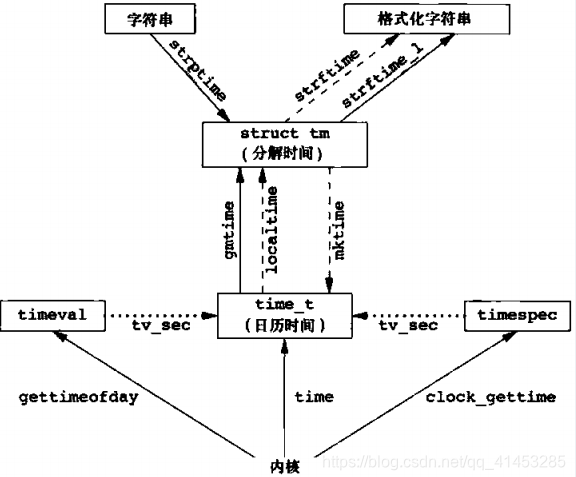 字符串
格式化字符串
strptime
strftime
strftime_l
struct tm
(分解时间)
gmtime
localtime
mktime
timeval
tv_sec
time_t
(日历时间)
tv_sec
timespec
gettimeofday
time
clock_gettime
内核
https://blog.csdn.net/qq_41453285